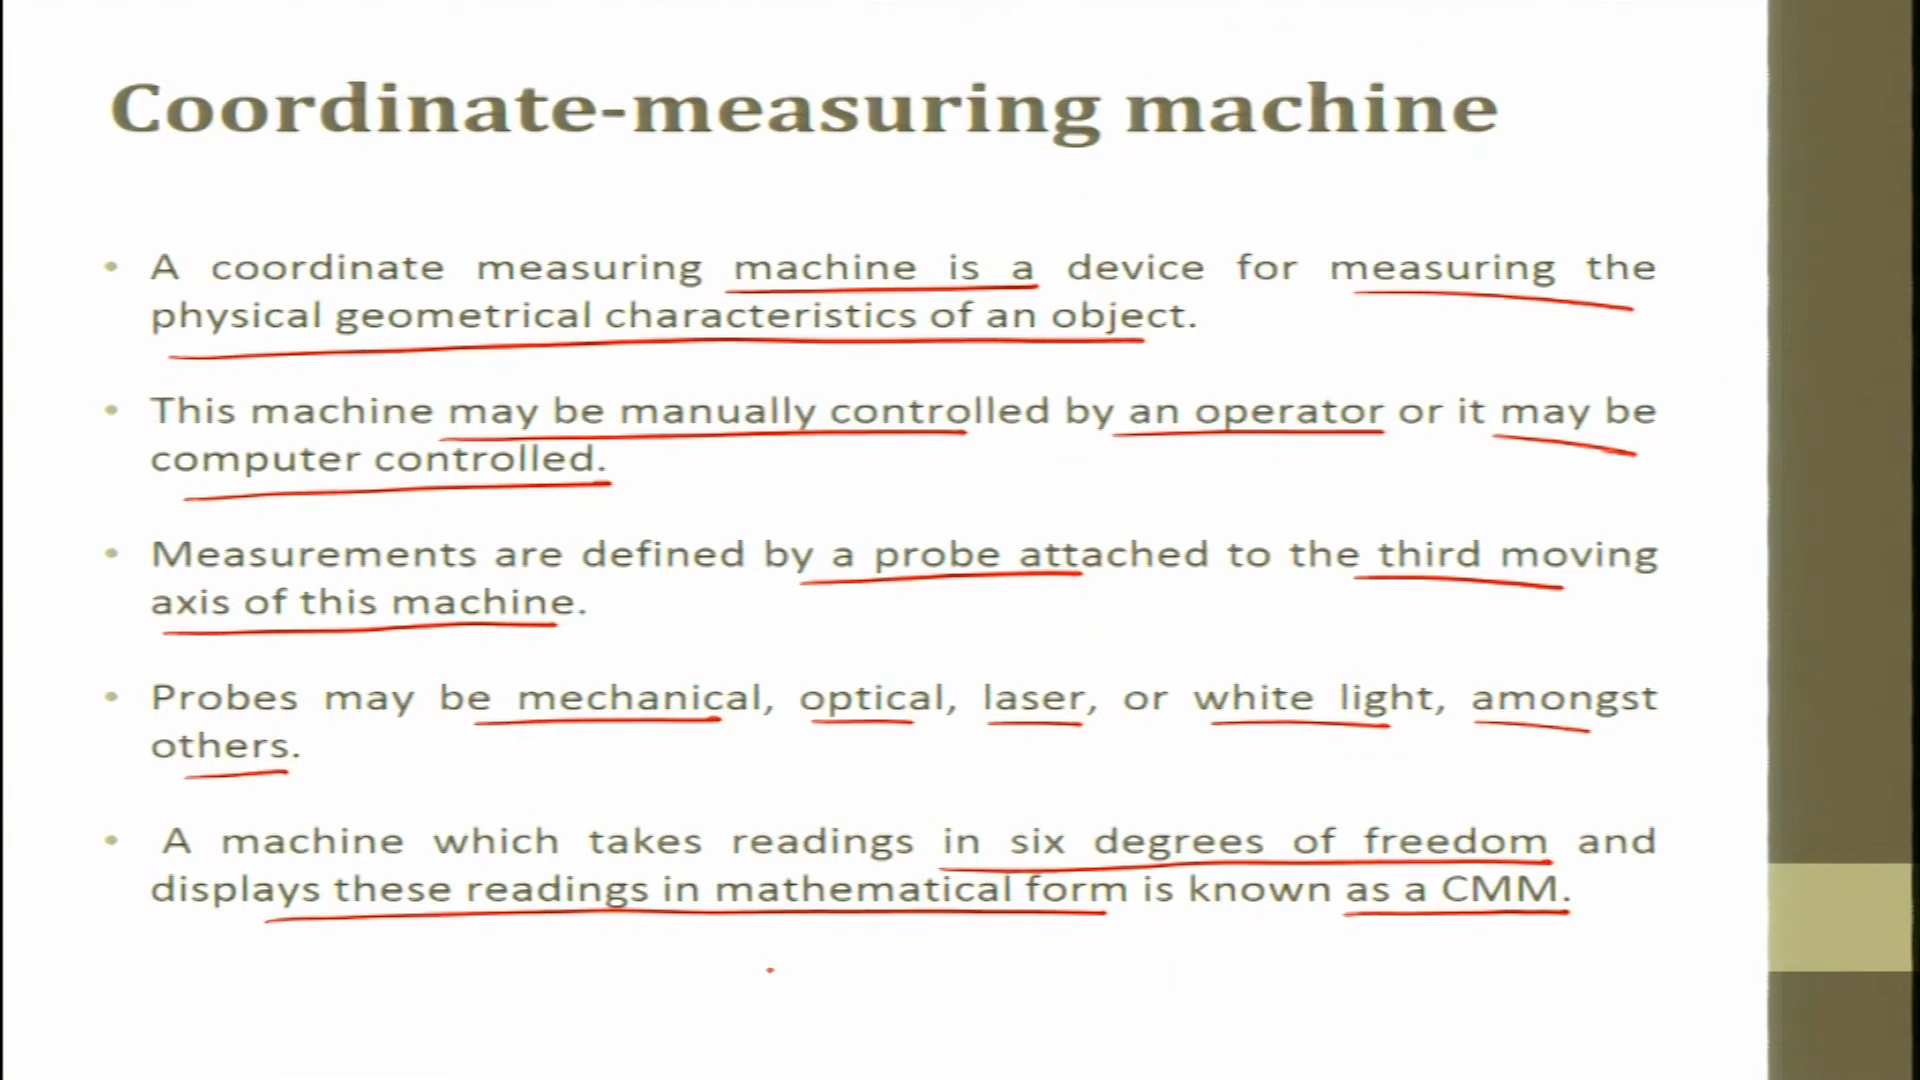 Coordinate-measuring machine
• A coordinate measuring machine is a device for measuring the
physical geometrical characteristics of an object.
• This machine may be manually controlled by an operator or it may be
computer controlled.
• Measurements are defined by a probe attached to the third moving
axis of this machine.
• Probes may be mechanical, optical, laser, or white light, amongst
others.
• A machine which takes readings in six degrees of freedom and
displays these readings in mathematical form is known as a CMM.